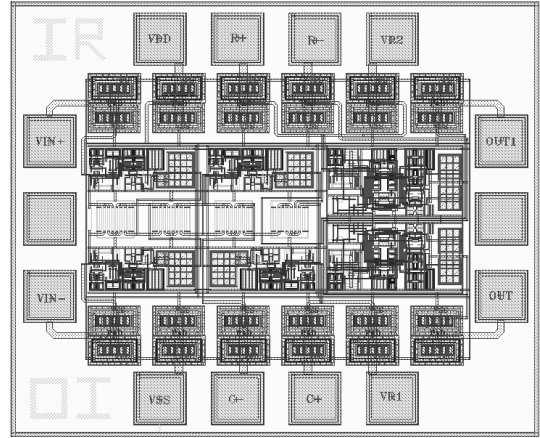 IR
VDD R+ R- VR2
VIN+ OUT1
VIN- OUT
VSS G- C+ VR1
OI